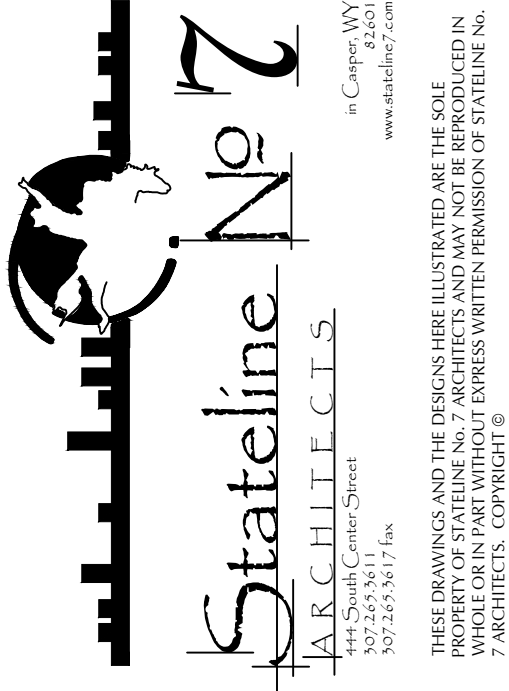 Stateline No 7
ARCHITECTS
444 South Center Street
in Casper, WY
307.265.3611
82601
307.265.3617 fax
www.stateline7.com
THESE DRAWINGS AND THE DESIGNS HERE ILLUSTRATED ARE THE SOLE
PROPERTY OF STATELINE No. 7 ARCHITECTS AND MAY NOT BE REPRODUCED IN
WHOLE OR IN PART WITHOUT EXPRESS WRITTEN PERMISSION OF STATELINE No.
7 ARCHITECTS. COPYRIGHT ©